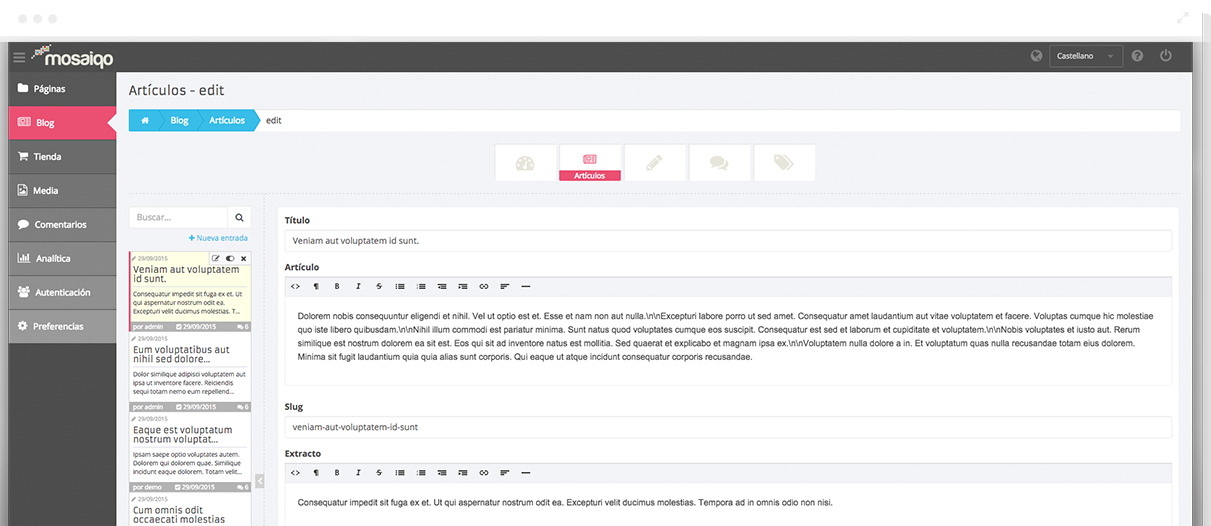 mosaiqo
Castellano
Páginas
Blog
Tienda
Media
Comentarios
Analítica
Autenticación
Preferencias
Artículos - edit
Blog
Artículos
edit
Artículos
Buscar...
+ Nueva entrada
29/09/2015
Veniam aut voluptatem
id sunt.
Consequatur impedit sit fuga ex et. Ut
qui aspernatur nostrum odit ea.
Excepturi velit ducimus molestias. T...
por admin 29/09/2015 6
29/09/2015
Eum voluptatibus aut
nihil sed dolore...
Dolor similique adipisci voluptatem aut
ipsa ut inventore facere. Reiciendis
sequi totam nemo eum repellend...
por admin 29/09/2015 6
29/09/2015
Eaque est voluptatum
nostrum voluptat...
Ipsam saepe optio voluptates autem.
Dolorem qui dolorem quae. Similique
incidunt eaque dolorem. Totam velit...
por demo 29/09/2015 6
29/09/2015
Cum omnis odit
occaecati molestias
Título
Veniam aut voluptatem id sunt.
Artículo
Dolorem nobis consequuntur eligendi et nihil. Vel ut optio est et. Esse et nam non aut nulla.\n\nExcepturi labore porro ut sed amet. Consequatur amet laudantium aut vitae voluptatem et facere. Voluptas cumque hic molestiae
quo iste libero quibusdam.\n\nNihil illum commodi est pariatur minima. Sunt natus quod voluptates cumque eos suscipit. Consequatur est sed et laborum et cupiditate et voluptatem.\n\nNobis voluptates et iusto aut. Rerum
similique est nostrum dolorem ea sit est. Eos qui sit ad inventore natus est mollitia. Sed quaerat et explicabo et magnam ipsa ex.\n\nVoluptatem nulla dolore a in. Et voluptatum quas nulla recusandae totam eius dolorem.
Minima sit fugit laudantium quia quia alias sunt corporis. Qui eaque ut atque incidunt consequatur corporis recusandae.
Slug
veniam-aut-voluptatem-id-sunt
Extracto
Consequatur impedit sit fuga ex et. Ut qui aspernatur nostrum odit ea. Excepturi velit ducimus molestias. Tempora ad in omnis odio non nisi.